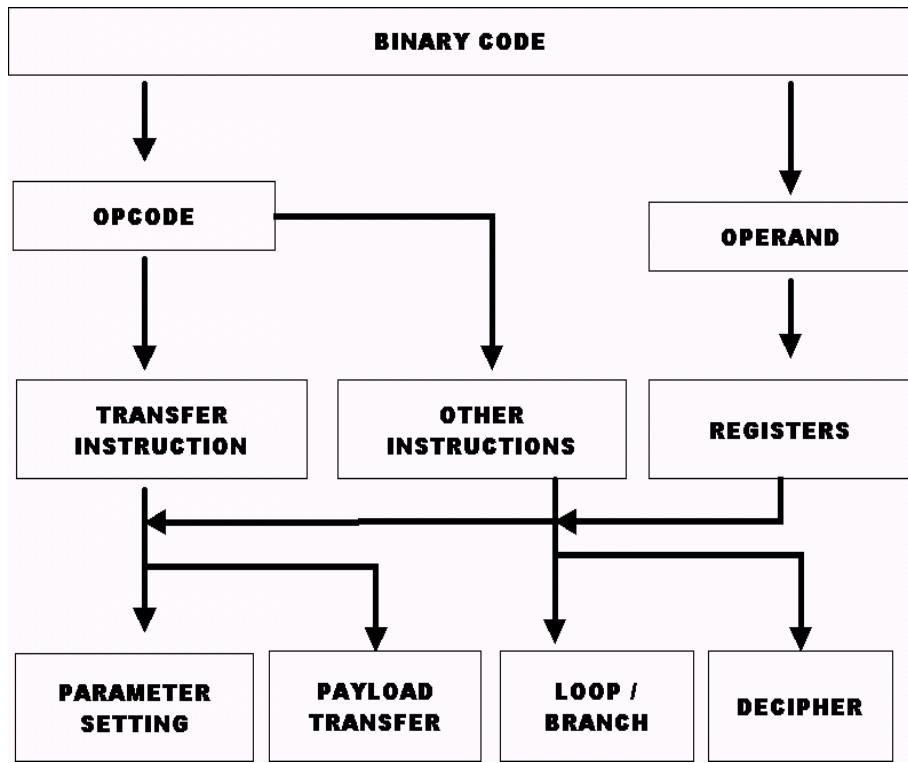 BINARY CODE
OPCODE
OPERAND
TRANSFER
INSTRUCTION
OTHER
INSTRUCTIONS
REGISTERS
PARAMETER
SETTING
PAYLOAD
TRANSFER
LOOP /
BRANCH
DECIPHER